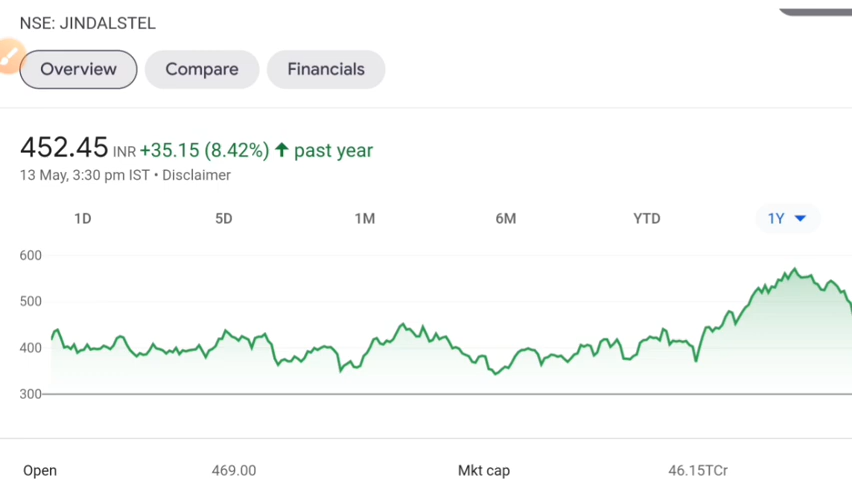 NSE: JINDALSTEL
Overview Compare Financials
452.45 INR +35.15 (8.42%) ↑ past year
13 May, 3:30 pm IST • Disclaimer
1D 5D 1M 6M YTD 1Y
600
500
400
300
Open 469.00 Mkt cap 46.15TCr